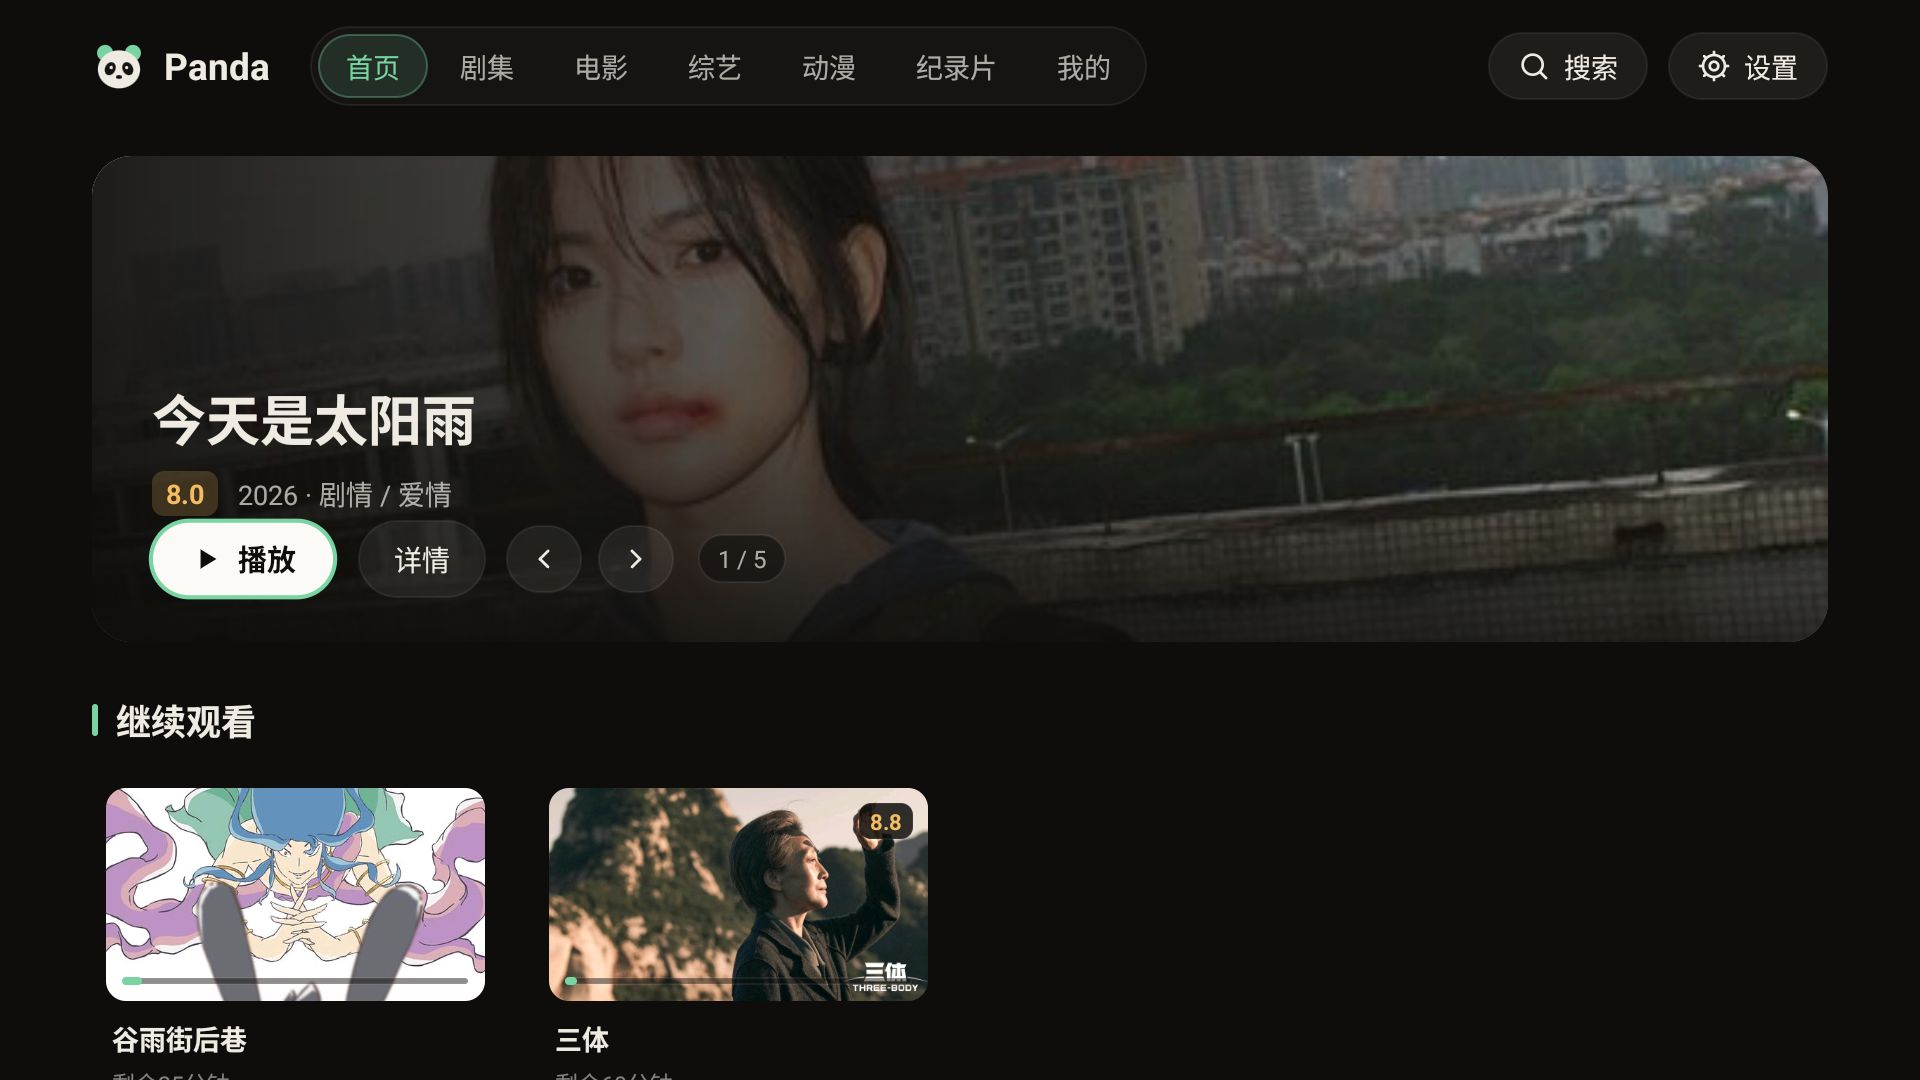 Panda
首页 剧集 电影 综艺 动漫 纪录片 我的
搜索 设置
今天是太阳雨
8.0 2026 · 剧情 / 爱情
播放 详情 1 / 5
继续观看
8.8
三体
THREE-BODY
谷雨街后巷 三体